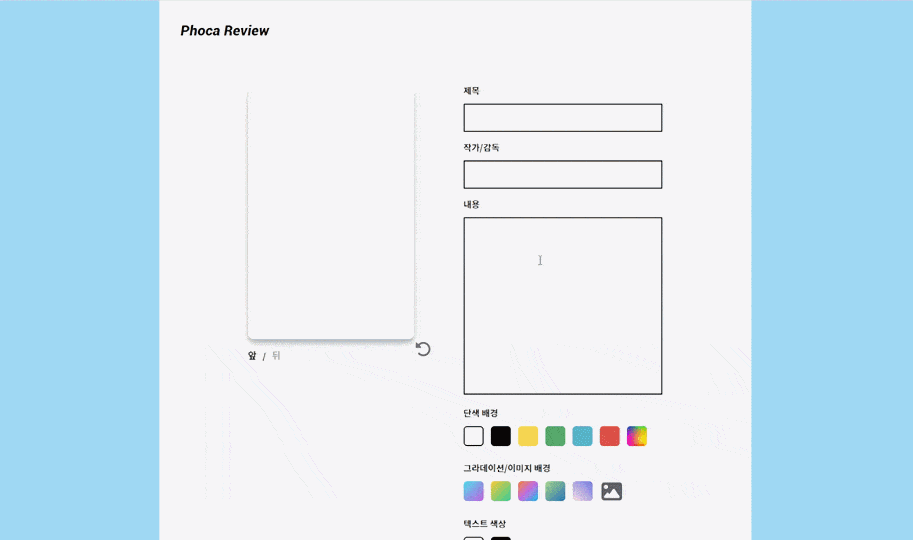 Phoca Review
제목
작가/감독
내용
앞 / 뒤
단색 배경
그라데이션/이미지 배경
텍스트 색상